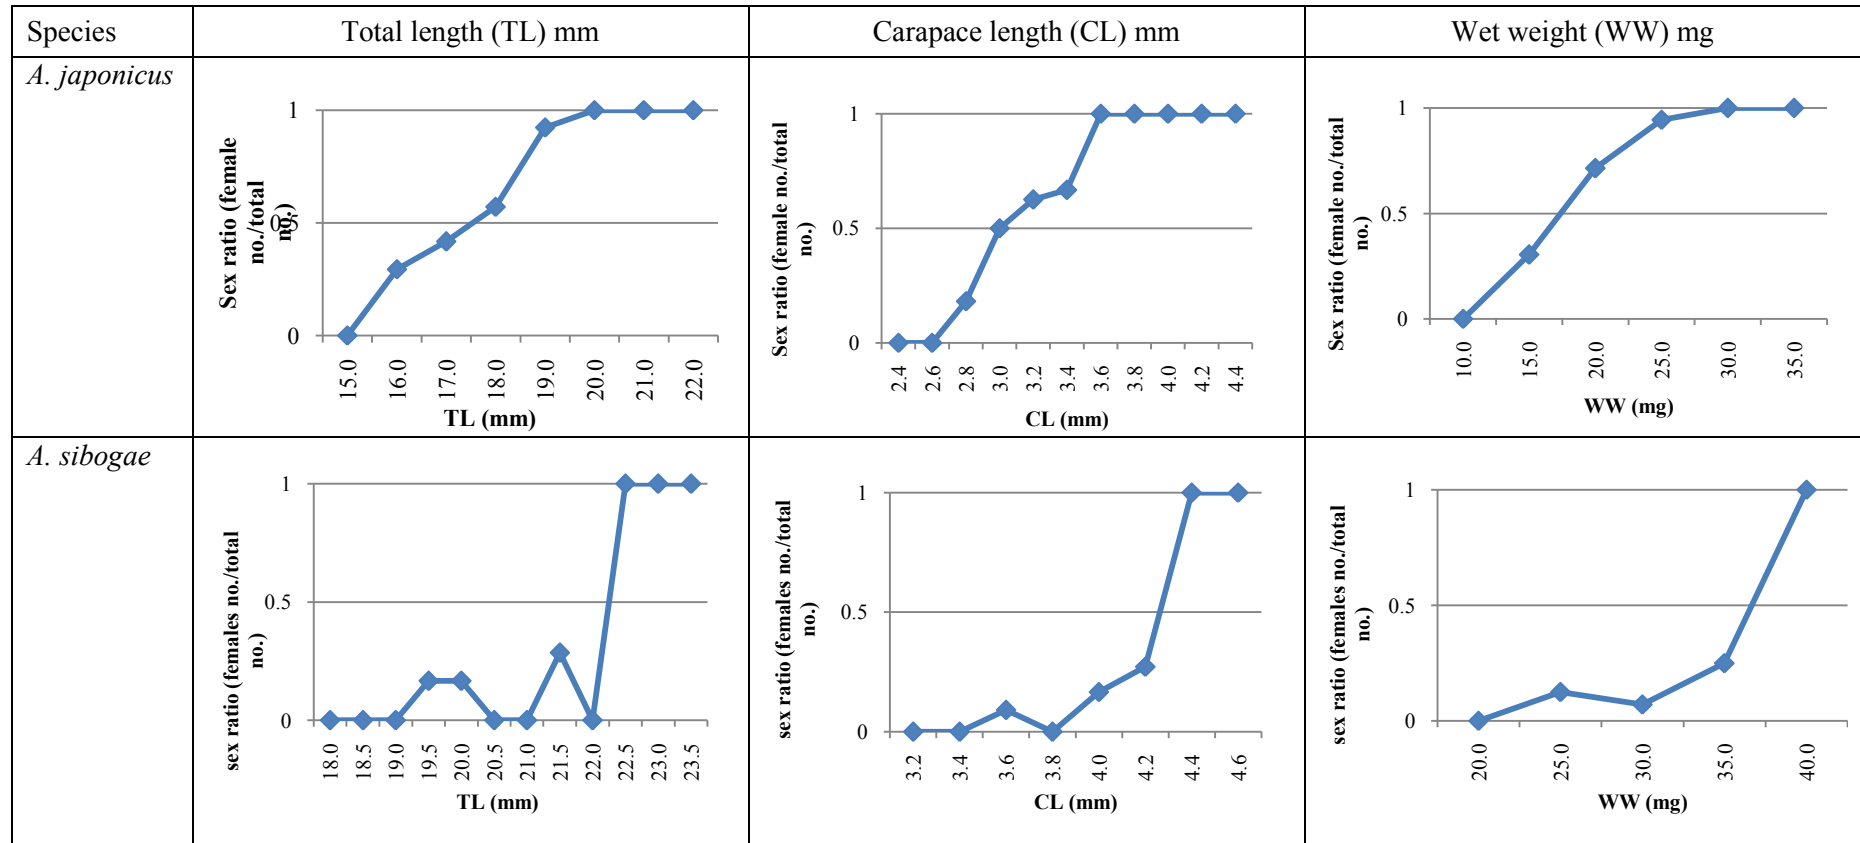 Species
Total length (TL) mm
Carapace length (CL) mm
Wet weight (WW) mg
A. japonicus
Sex ratio (female
no./total
no.)
1
0.5
0
15.0
16.0
17.0
18.0
19.0
20.0
21.0
22.0
TL (mm)
Sex ratio (female no./total
no.)
1
0.5
0
2.4
2.6
2.8
3.0
3.2
3.4
3.6
3.8
4.0
4.2
4.4
CL (mm)
Sex ratio (female no./total
no.)
1
0.5
0
10.0
15.0
20.0
25.0
30.0
35.0
WW (mg)
A. sibogae
sex ratio (females no./total
no.)
1
0.5
0
18.0
18.5
19.0
19.5
20.0
20.5
21.0
21.5
22.0
22.5
23.0
23.5
TL (mm)
sex ratio (females no./total
no.)
1
0.5
0
3.2
3.4
3.6
3.8
4.0
4.2
4.4
4.6
CL (mm)
sex ratio (females no./total
no.)
1
0.5
0
20.0
25.0
30.0
35.0
40.0
WW (mg)